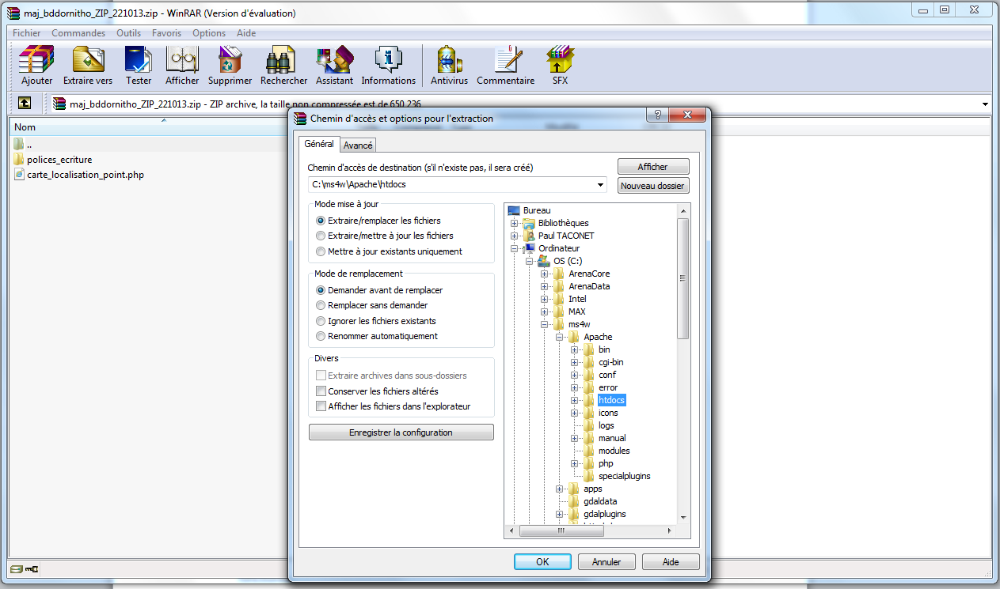 maj_bddornitho_ZIP_221013.zip - WinRAR (Version d'évaluation)
Fichier Commandes Outils Favoris Options Aide
Ajouter Extraire vers Tester Afficher Supprimer Rechercher Assistant Informations Antivirus Commentaire SFX
maj_bddornitho_ZIP_221013.zip - ZIP archive, la taille non compressée est de 650 236
Nom
..
polices_ecriture
carte_localisation_point.php
Chemin d'accès et options pour l'extraction
Général Avancé
Chemin d'accès de destination (s'il n'existe pas, il sera créé)
C:\ms4w\Apache\htdocs
Afficher
Nouveau dossier
Mode mise à jour
Extraire/remplacer les fichiers
Extraire/mettre à jour les fichiers
Mettre à jour existants uniquement
Mode de remplacement
Demander avant de remplacer
Remplacer sans demander
Ignorer les fichiers existants
Renommer automatiquement
Divers
Extraire archives dans sous-dossiers
Conserver les fichiers altérés
Afficher les fichiers dans l'explorateur
Enregistrer la configuration
Bureau
Bibliothèques
Paul TACONET
Ordinateur
OS (C:)
ArenaCore
ArenaData
Intel
MAX
ms4w
Apache
bin
cgi-bin
conf
error
htdocs
icons
logs
manual
modules
php
specialplugins
apps
gdaldata
gdalplugins
OK Annuler Aide